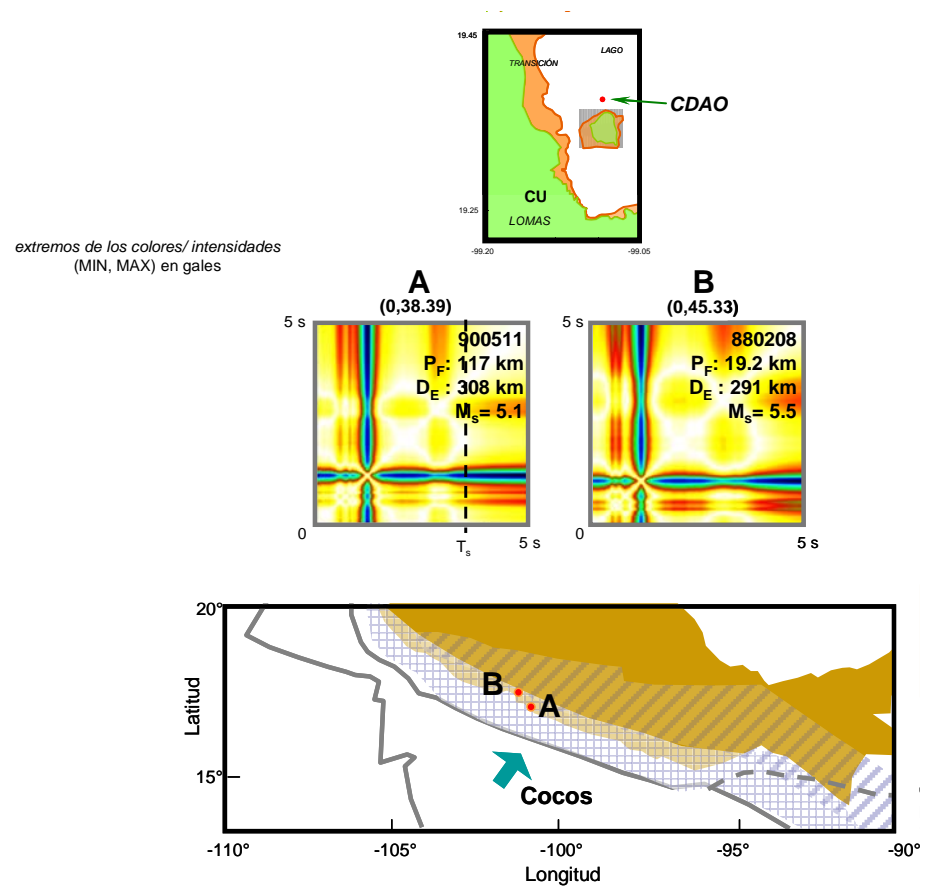 19.45
LAGO
TRANSICIÓN
CDAO
CU
19.25
LOMAS
-99.20
-99.05
extremos de los colores/ intensidades
(MIN, MAX) en gales
A
(0,38.39)
5 s
900511
PF: 117 km
DE : 308 km
Ms= 5.1
0
Ts
5 s
B
(0,45.33)
5 s
880208
PF: 19.2 km
DE : 291 km
Ms= 5.5
0
5 s
20°
B
A
Latitud
15°
Cocos
-110°
-105°
-100°
-95°
-90°
Longitud